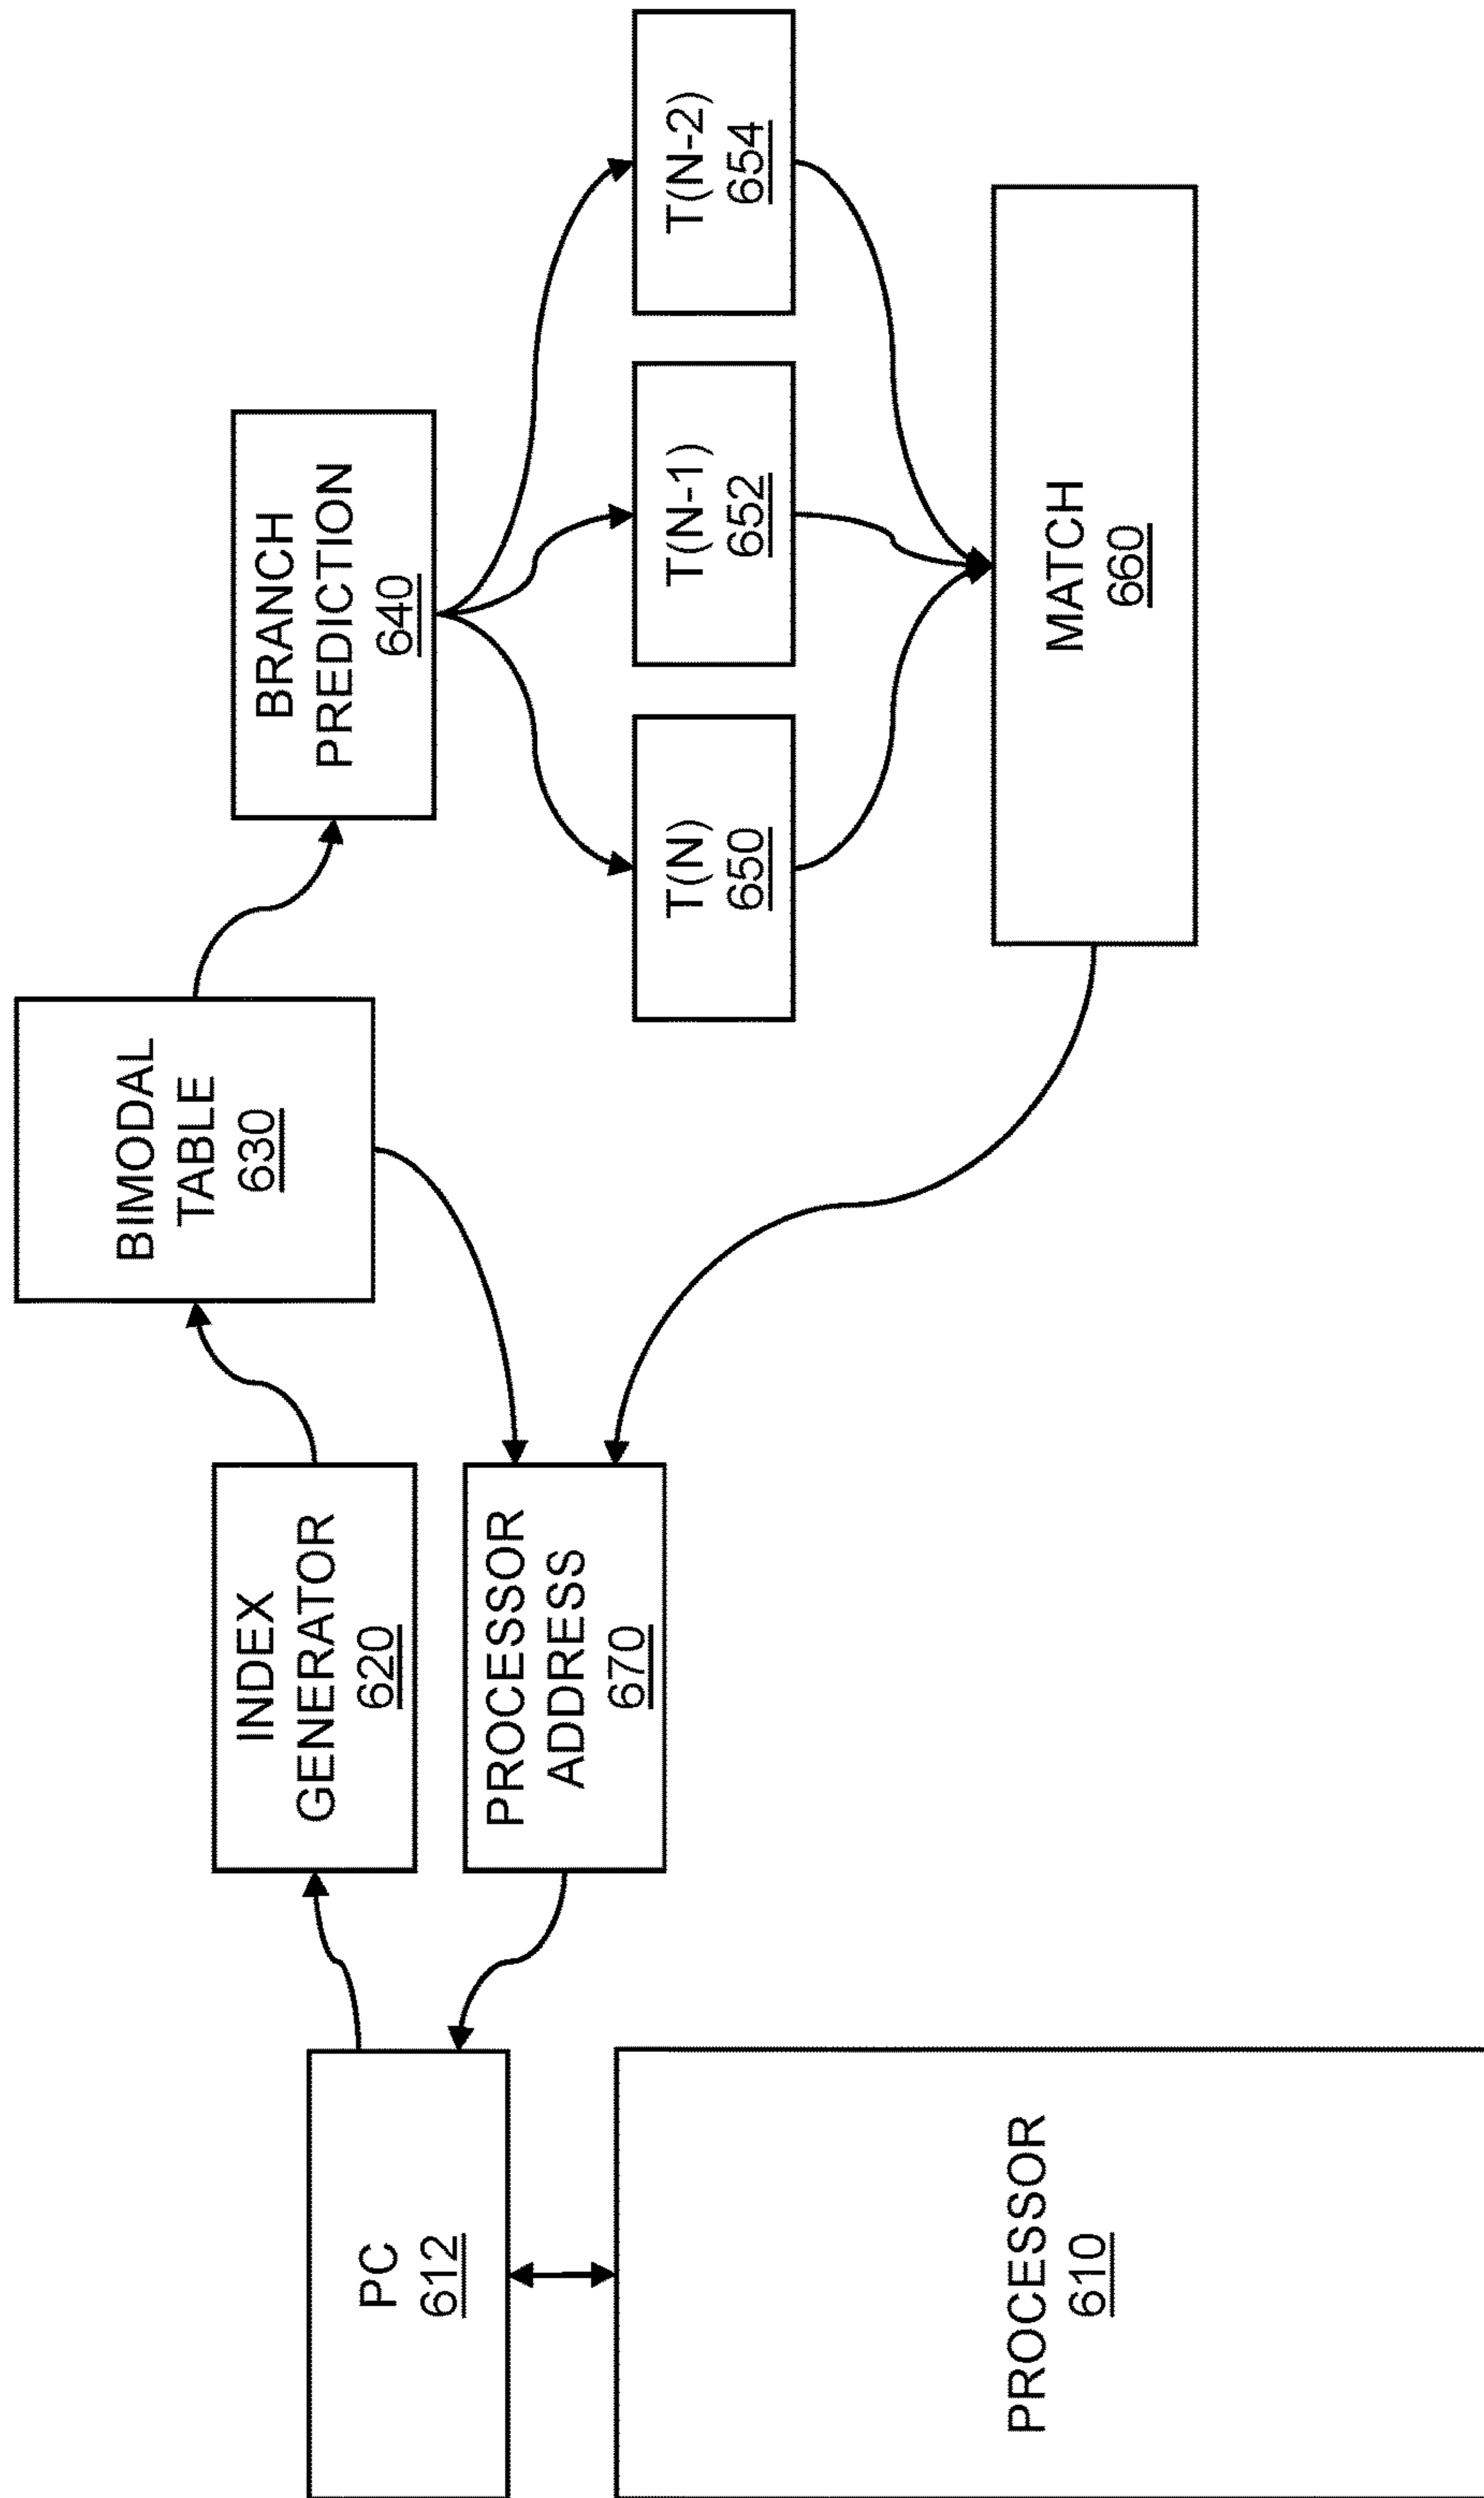 PROCESSOR
610
PC
612
INDEX
GENERATOR
620
PROCESSOR
ADDRESS
670
BIMODAL
TABLE
630
BRANCH
PREDICTION
640
T(N)
650
T(N-1)
652
T(N-2)
654
MATCH
660